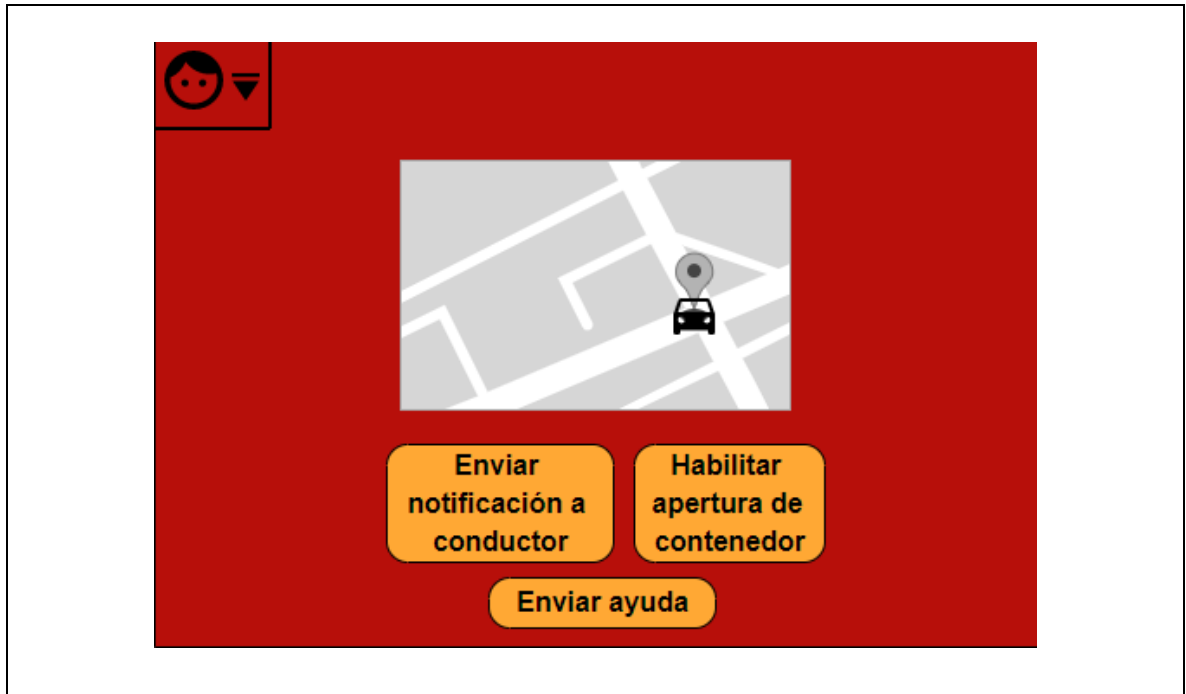 Enviar
notificación a
conductor
Habilitar
apertura de
contenedor
Enviar ayuda